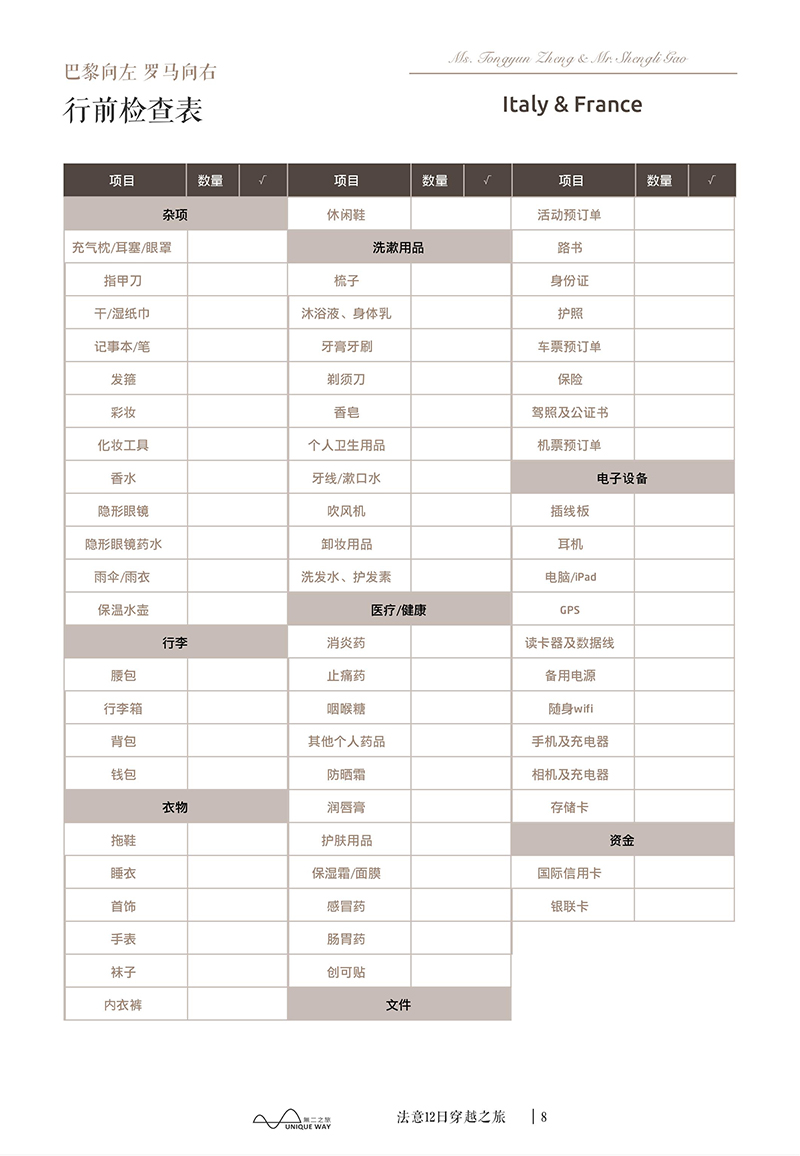 巴黎向左 罗马向右
行前检查表
Ms. Tongyun Zheng & Mr. Shengli Gao
Italy & France
项目 数量 √ 项目 数量 √ 项目 数量 √
杂项 休闲鞋 活动预订单
充气枕/耳塞/眼罩 洗漱用品 路书
指甲刀 梳子 身份证
干/湿纸巾 沐浴液、身体乳 护照
记事本/笔 牙膏牙刷 车票预订单
发箍 剃须刀 保险
彩妆 香皂 驾照及公证书
化妆工具 个人卫生用品 机票预订单
香水 牙线/漱口水 电子设备
隐形眼镜 吹风机 插线板
隐形眼镜药水 卸妆用品 耳机
雨伞/雨衣 洗发水、护发素 电脑/iPad
保温水壶 医疗/健康 GPS
行李 消炎药 读卡器及数据线
腰包 止痛药 备用电源
行李箱 咽喉糖 随身wifi
背包 其他个人药品 手机及充电器
钱包 防晒霜 相机及充电器
衣物 润唇膏 存储卡
拖鞋 护肤用品 资金
睡衣 保湿霜/面膜 国际信用卡
首饰 感冒药 银联卡
手表 肠胃药
袜子 创可贴
内衣裤 文件
第二之旅
UNIQUE WAY
法意12日穿越之旅 8